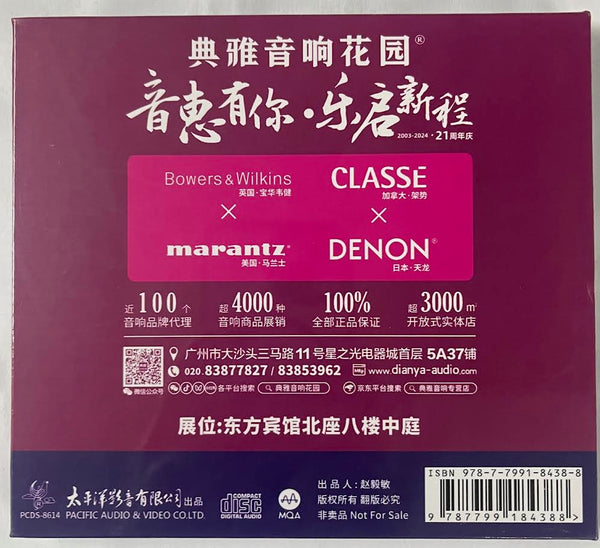 典雅音响花园®
音惠有你·乐启新程
2003-2024·21周年庆
Bowers & Wilkins
英国·宝华韦健
×
marantz®
美国·马兰士
CLASSĒ
加拿大·架势
×
DENON®
日本·天龙
近100个
音响品牌代理
超4000种
音响商品展销
100%
全部正品保证
超3000㎡
开放式实体店
微信公众号
广州市大沙头三马路11号星之光电器城首层 5A37铺
020.83877827 / 83853962
www.dianya-audio.com
各平台搜索
典雅音响花园
京东平台搜索
典雅音响专营店
展位:东方宾馆北座八楼中庭
PCDS-8614
太平洋影音有限公司出品
PACIFIC AUDIO & VIDEO CO.LTD.
COMPACT
disc
DIGITAL AUDIO
MQA
出品人:赵毅敏
版权所有 翻版必究
非卖品 Not For Sale
ISBN 978-7-7991-8438-8
9 787799 184388 >